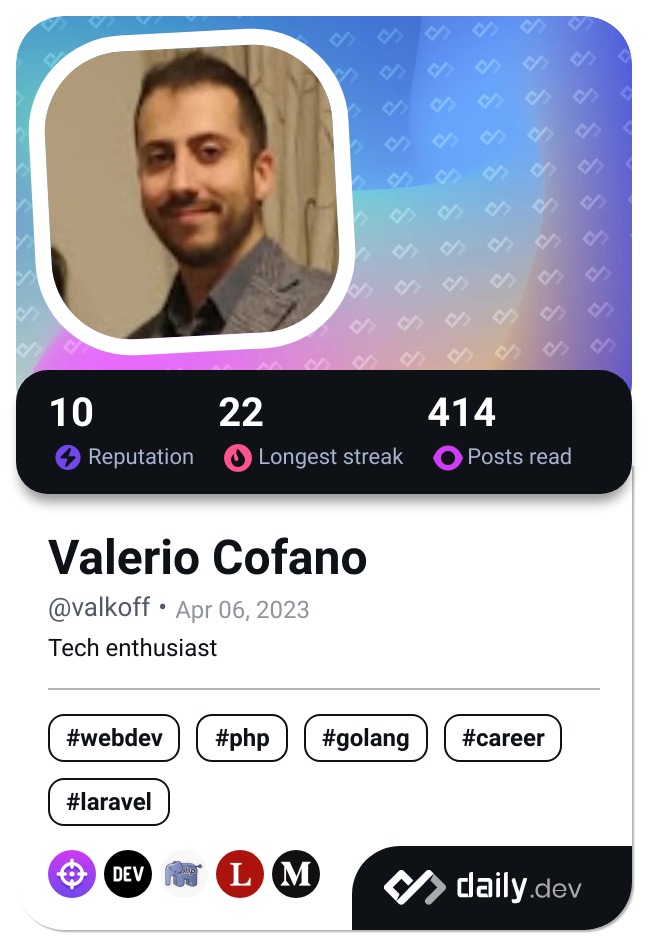 10 22 414
Reputation Longest streak Posts read
Valerio Cofano
@valkoff • Apr 06, 2023
Tech enthusiast
#webdev #php #golang #career
#laravel
DEV php L M daily.dev